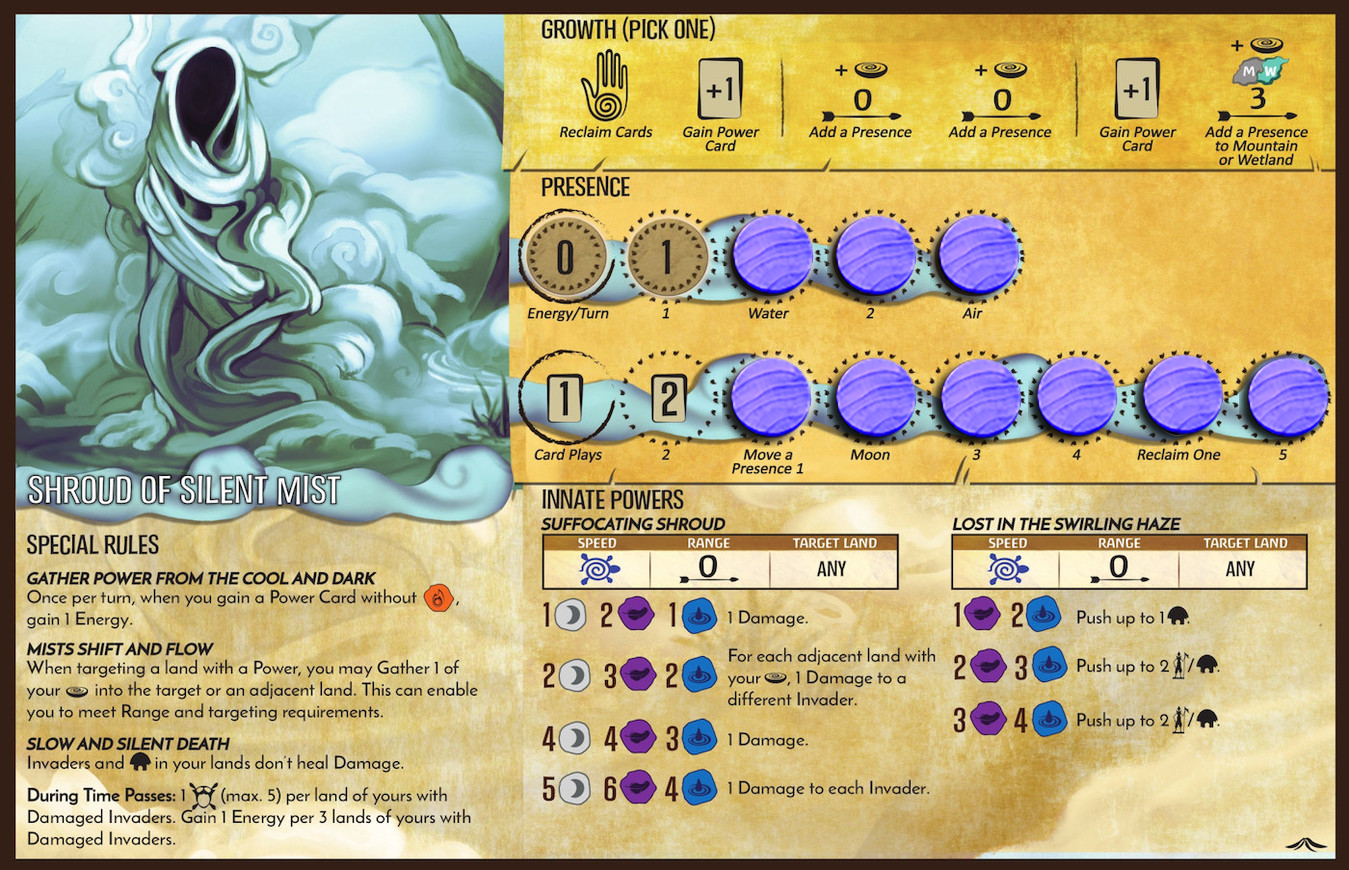 GROWTH (PICK ONE)
+1
+
0
+
0
+1
+
M W
3
Reclaim Cards
Gain Power
Card
Add a Presence
Add a Presence
Gain Power
Card
Add a Presence
to Mountain
or Wetland
PRESENCE
0
1
Energy/Turn
1
Water
2
Air
1
2
Card Plays
2
Move a
Presence 1
Moon
3
4
Reclaim One
5
SHROUD OF SILENT MIST
SPECIAL RULES
GATHER POWER FROM THE COOL AND DARK
Once per turn, when you gain a Power Card without ,
gain 1 Energy.
MISTS SHIFT AND FLOW
When targeting a land with a Power, you may Gather 1 of
your into the target or an adjacent land. This can enable
you to meet Range and targeting requirements.
SLOW AND SILENT DEATH
Invaders and in your lands don't heal Damage.
During Time Passes: 1 (max. 5) per land of yours with
Damaged Invaders. Gain 1 Energy per 3 lands of yours with
Damaged Invaders.
INNATE POWERS
SUFFOCATING SHROUD
SPEED RANGE TARGET LAND
0 ANY
1 2 1 1 Damage.
2 3 2 For each adjacent land with
your , 1 Damage to a
different Invader.
4 4 3 1 Damage.
5 6 4 1 Damage to each Invader.
LOST IN THE SWIRLING HAZE
SPEED RANGE TARGET LAND
0 ANY
1 2 Push up to 1 .
2 3 Push up to 2 / .
3 4 Push up to 2 / .